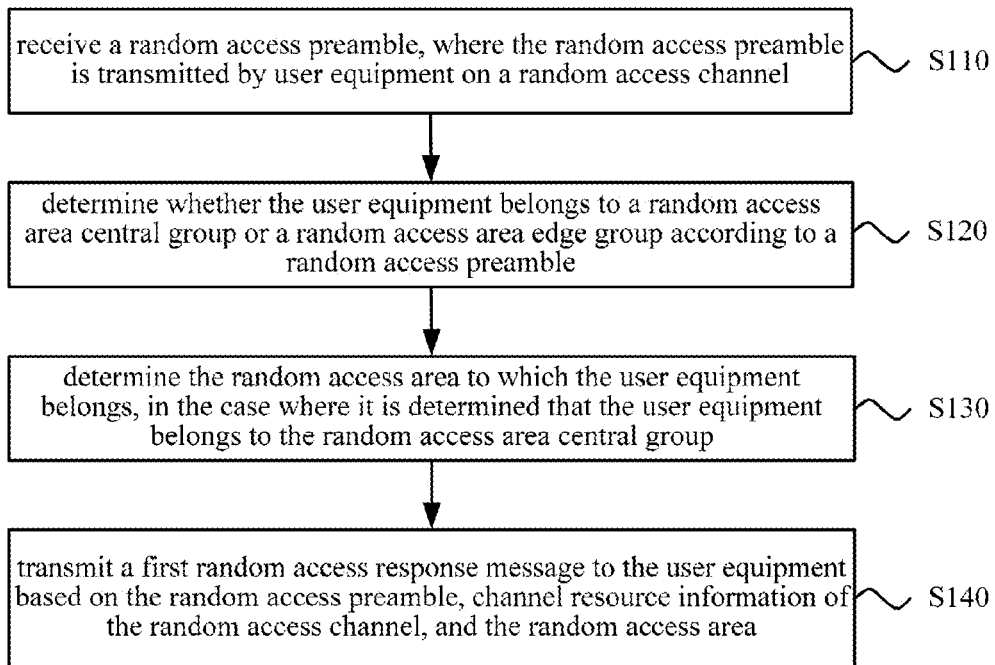 receive a random access preamble, where the random access preamble
is transmitted by user equipment on a random access channel
S110
determine whether the user equipment belongs to a random access
area central group or a random access area edge group according to a
random access preamble
S120
determine the random access area to which the user equipment
belongs, in the case where it is determined that the user equipment
belongs to the random access area central group
S130
transmit a first random access response message to the user equipment
based on the random access preamble, channel resource information of
the random access channel, and the random access area
S140